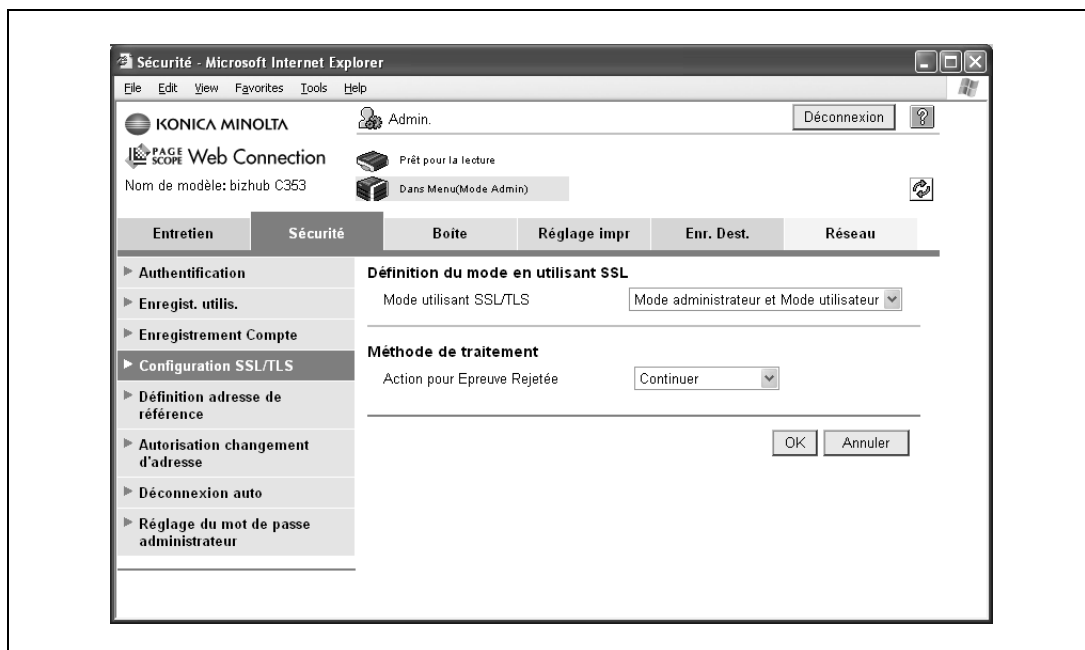 Sécurité - Microsoft Internet Explorer
File Edit View Favorites Tools Help
KONICA MINOLTA
Admin.
Déconnexion
?
PAGE SCOPE Web Connection
Prêt pour la lecture
Nom de modèle: bizhub C353
Dans Menu(Mode Admin)
Entretien Sécurité Boîte Réglage impr Enr. Dest. Réseau
Authentification
Enregist. utilis.
Enregistrement Compte
Configuration SSL/TLS
Définition adresse de
référence
Autorisation changement
d'adresse
Déconnexion auto
Réglage du mot de passe
administrateur
Définition du mode en utilisant SSL
Mode utilisant SSL/TLS Mode administrateur et Mode utilisateur
Méthode de traitement
Action pour Epreuve Rejetée Continuer
OK Annuler